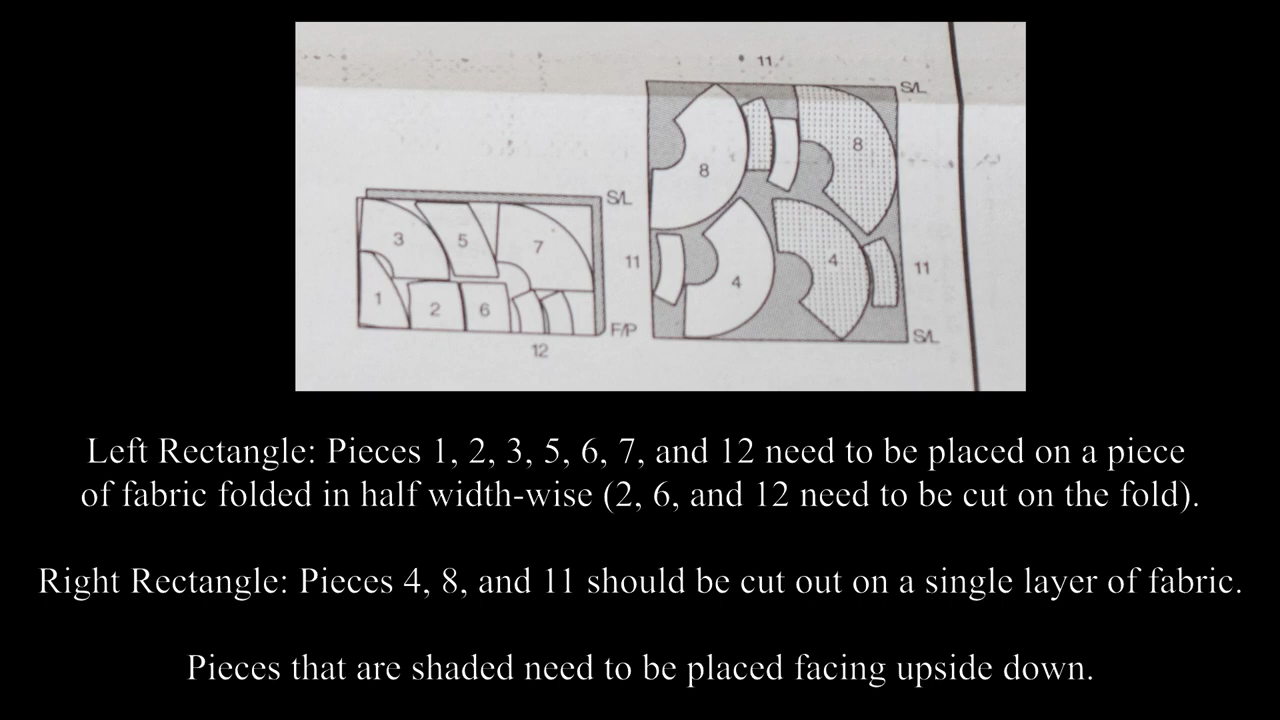 11
S/L
8
8
S/L
3
5
7
11
4
4
11
1
2
6
F/P
S/L
12
Left Rectangle: Pieces 1, 2, 3, 5, 6, 7, and 12 need to be placed on a piece
of fabric folded in half width-wise (2, 6, and 12 need to be cut on the fold).
Right Rectangle: Pieces 4, 8, and 11 should be cut out on a single layer of fabric.
Pieces that are shaded need to be placed facing upside down.